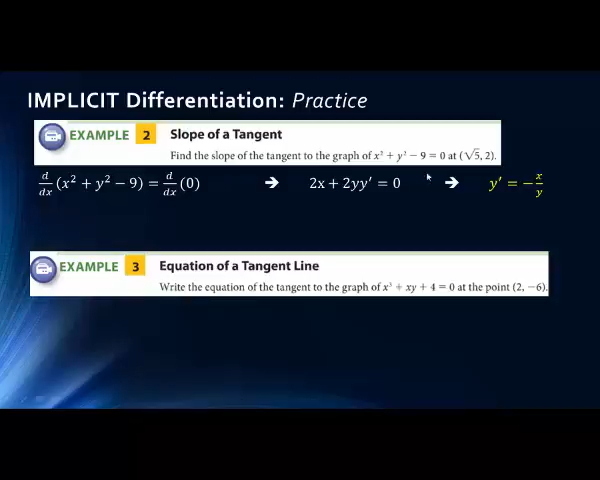 IMPLICIT Differentiation: Practice
EXAMPLE 2 Slope of a Tangent
Find the slope of the tangent to the graph of x² + y² − 9 = 0 at (√5, 2).
d/dx (x² + y² − 9) = d/dx (0) ➔ 2x + 2yy′ = 0 ➔ y′ = −x/y
EXAMPLE 3 Equation of a Tangent Line
Write the equation of the tangent to the graph of x³ + xy + 4 = 0 at the point (2, −6).